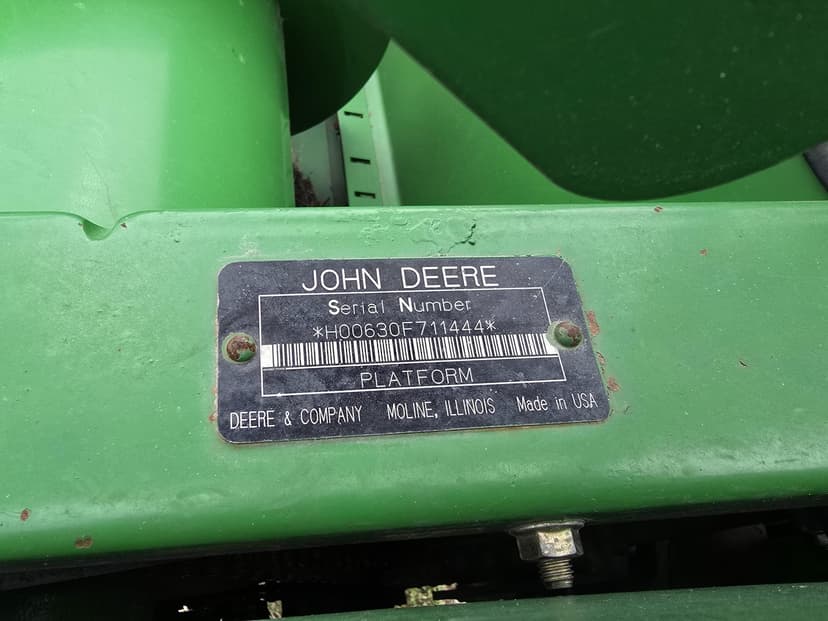 JOHN DEERE
Serial Number
*H00630F711444*
PLATFORM
DEERE & COMPANY MOLINE, ILLINOIS Made in USA